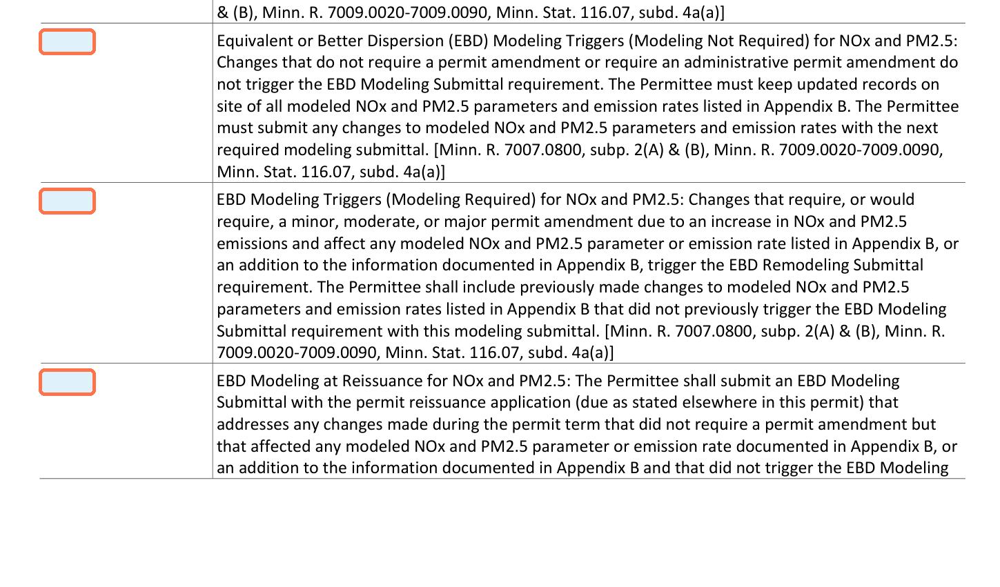 & (B), Minn. R. 7009.0020-7009.0090, Minn. Stat. 116.07, subd. 4a(a)]
Equivalent or Better Dispersion (EBD) Modeling Triggers (Modeling Not Required) for NOx and PM2.5:
Changes that do not require a permit amendment or require an administrative permit amendment do
not trigger the EBD Modeling Submittal requirement. The Permittee must keep updated records on
site of all modeled NOx and PM2.5 parameters and emission rates listed in Appendix B. The Permittee
must submit any changes to modeled NOx and PM2.5 parameters and emission rates with the next
required modeling submittal. [Minn. R. 7007.0800, subp. 2(A) & (B), Minn. R. 7009.0020-7009.0090,
Minn. Stat. 116.07, subd. 4a(a)]
EBD Modeling Triggers (Modeling Required) for NOx and PM2.5: Changes that require, or would
require, a minor, moderate, or major permit amendment due to an increase in NOx and PM2.5
emissions and affect any modeled NOx and PM2.5 parameter or emission rate listed in Appendix B, or
an addition to the information documented in Appendix B, trigger the EBD Remodeling Submittal
requirement. The Permittee shall include previously made changes to modeled NOx and PM2.5
parameters and emission rates listed in Appendix B that did not previously trigger the EBD Modeling
Submittal requirement with this modeling submittal. [Minn. R. 7007.0800, subp. 2(A) & (B), Minn. R.
7009.0020-7009.0090, Minn. Stat. 116.07, subd. 4a(a)]
EBD Modeling at Reissuance for NOx and PM2.5: The Permittee shall submit an EBD Modeling
Submittal with the permit reissuance application (due as stated elsewhere in this permit) that
addresses any changes made during the permit term that did not require a permit amendment but
that affected any modeled NOx and PM2.5 parameter or emission rate documented in Appendix B, or
an addition to the information documented in Appendix B and that did not trigger the EBD Modeling